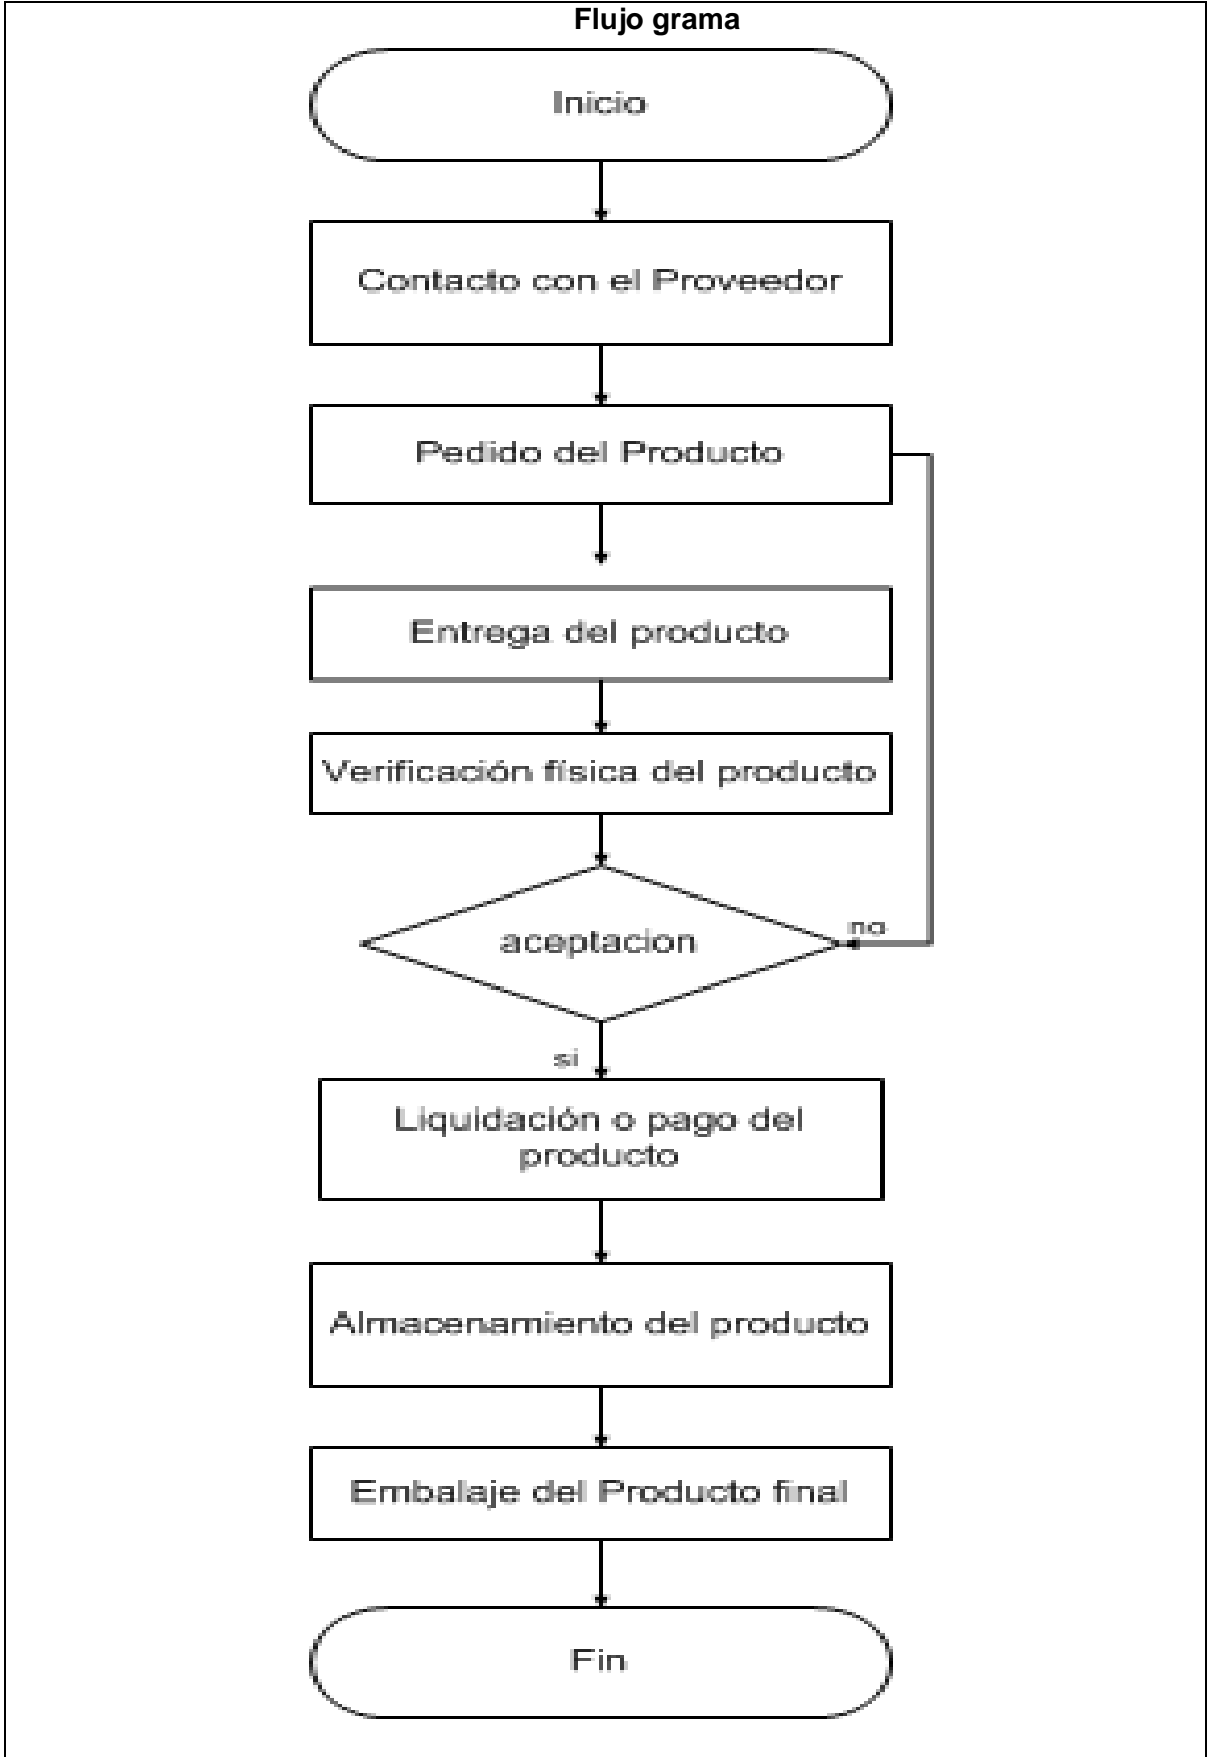 Flujo grama
Inicio
Contacto con el Proveedor
Pedido del Producto
Entrega del producto
Verificación física del producto
aceptacion
no
si
Liquidación o pago del
producto
Almacenamiento del producto
Embalaje del Producto final
Fin